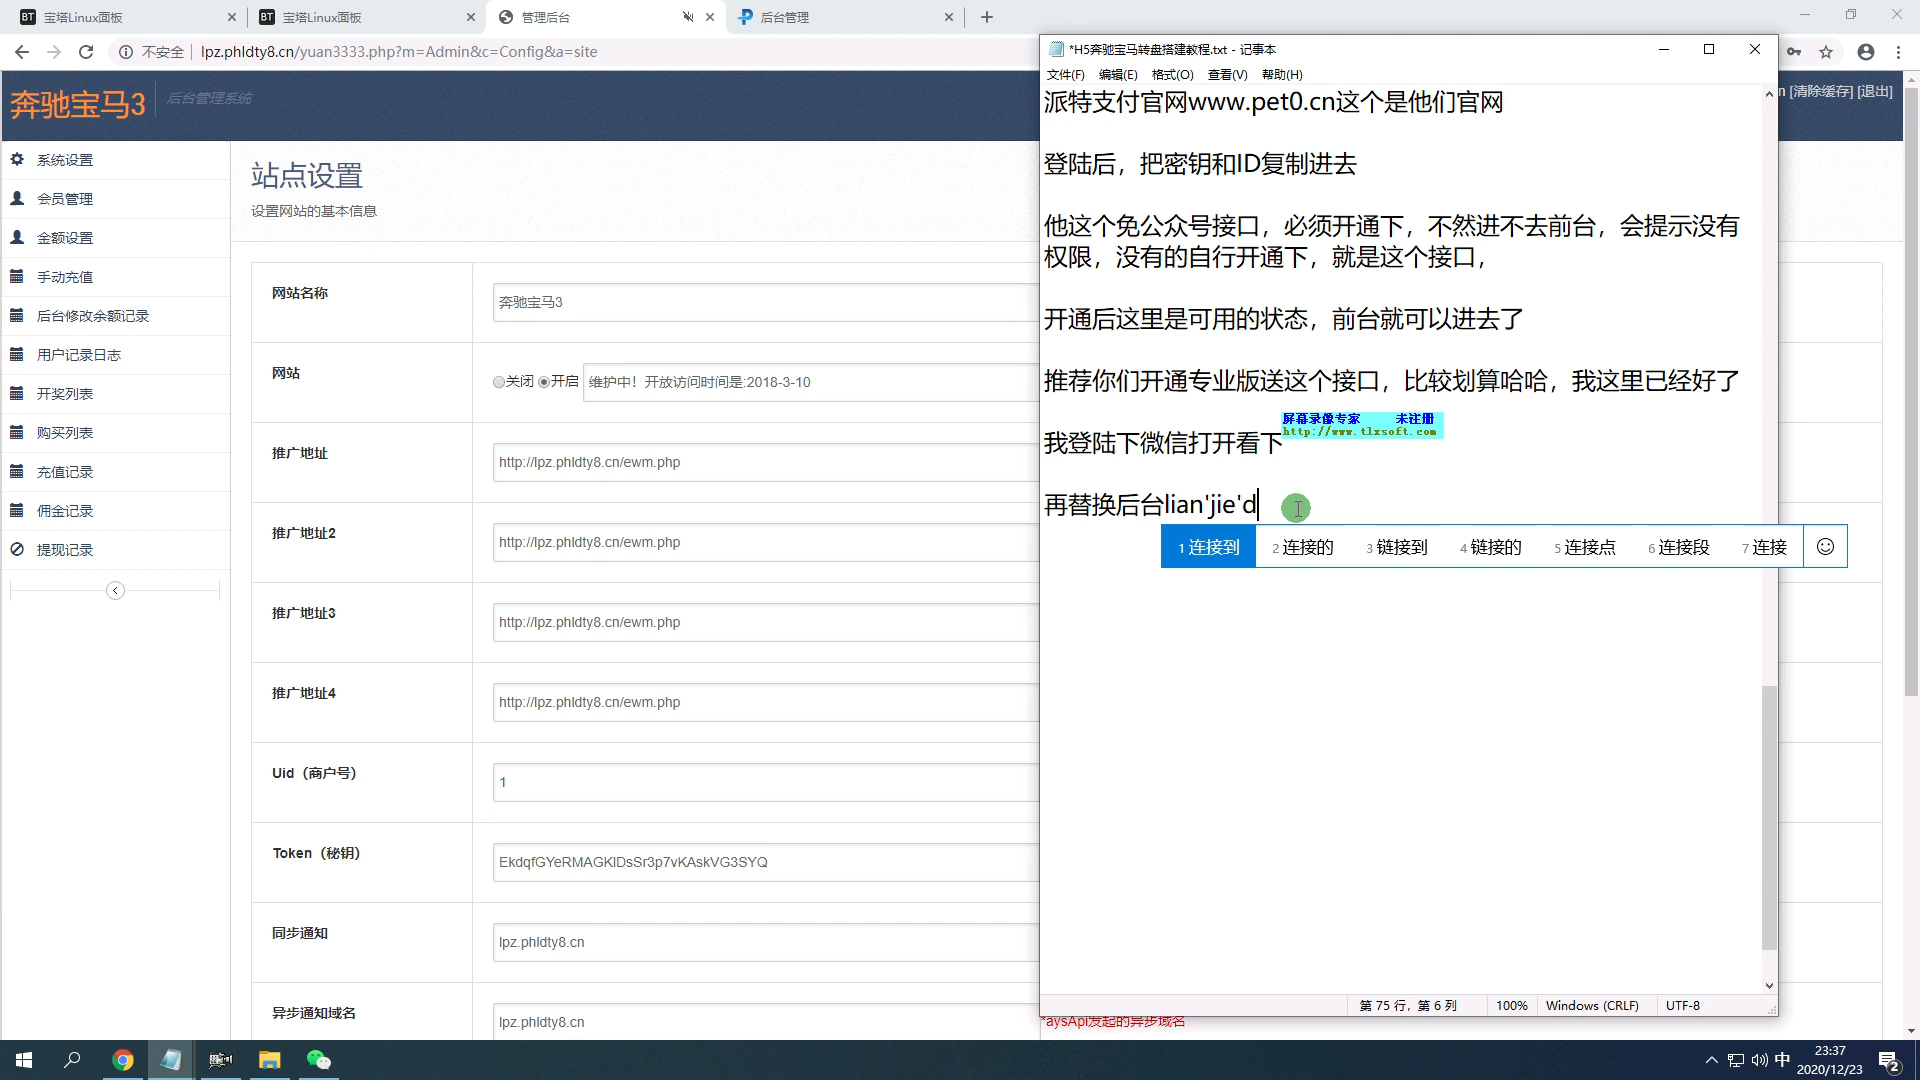 宝塔Linux面板
宝塔Linux面板
管理后台
后台管理
不安全
lpz.phldty8.cn/yuan3333.php?m=Admin&c=Config&a=site
奔驰宝马3
后台管理系统
n [清除缓存] [退出]
系统设置
会员管理
金额设置
手动充值
后台修改余额记录
用户记录日志
开奖列表
购买列表
充值记录
佣金记录
提现记录
站点设置
设置网站的基本信息
网站名称
奔驰宝马3
网站
关闭 开启 维护中！开放访问时间是:2018-3-10
推广地址
http://lpz.phldty8.cn/ewm.php
推广地址2
http://lpz.phldty8.cn/ewm.php
推广地址3
http://lpz.phldty8.cn/ewm.php
推广地址4
http://lpz.phldty8.cn/ewm.php
Uid（商户号）
1
Token（秘钥）
EkdqfGYeRMAGKlDsSr3p7vKAskVG3SYQ
同步通知
lpz.phldty8.cn
异步通知域名
lpz.phldty8.cn
*aysApi发起的异步域名
*H5奔驰宝马转盘搭建教程.txt - 记事本
文件(F) 编辑(E) 格式(O) 查看(V) 帮助(H)
派特支付官网www.pet0.cn这个是他们官网
登陆后，把密钥和ID复制进去
他这个免公众号接口，必须开通下，不然进不去前台，会提示没有
权限，没有的自行开通下，就是这个接口，
开通后这里是可用的状态，前台就可以进去了
推荐你们开通专业版送这个接口，比较划算哈哈，我这里已经好了
屏幕录像专家 未注册
http://www.tlxsoft.com
我登陆下微信打开看下
再替换后台lian'jie'd
1 连接到 2 连接的 3 链接到 4 链接的 5 连接点 6 连接段 7 连接
第 75 行，第 6 列 100% Windows (CRLF) UTF-8
中
23:37
2020/12/23
2